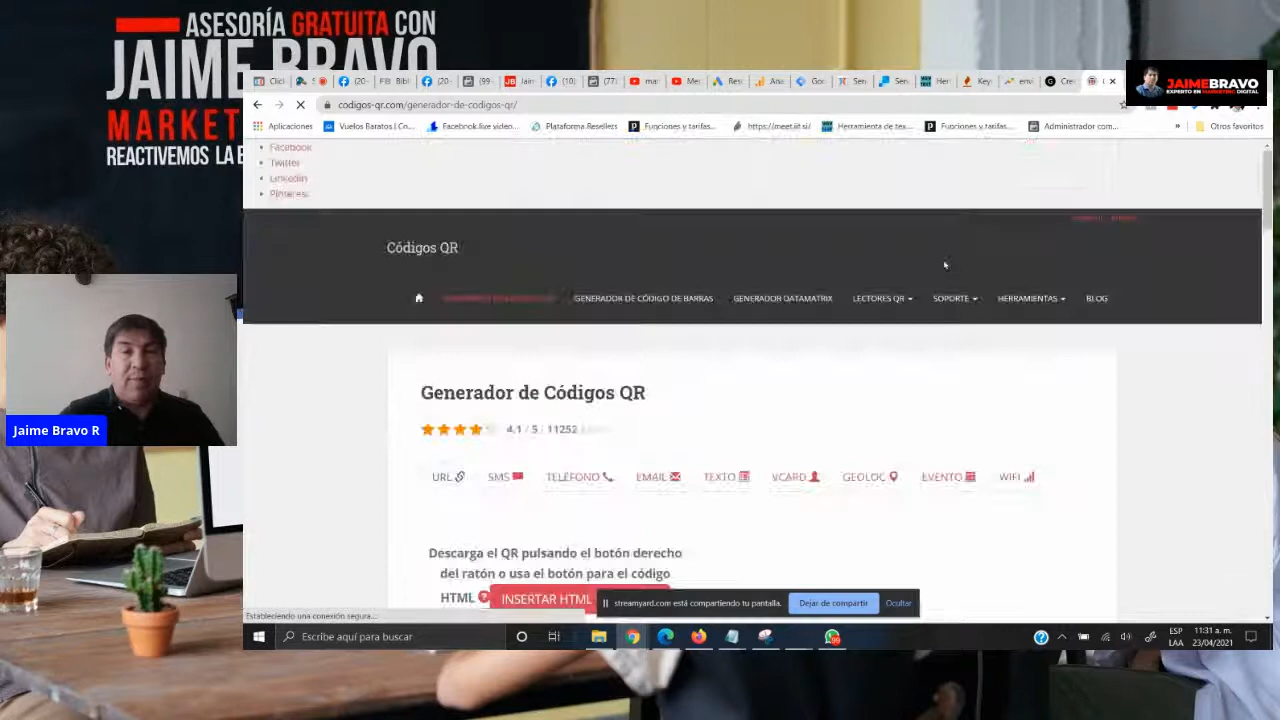 ASESORÍA GRATUITA CON
JAIME BRAVO
MARKET
REACTIVEMOS LA E
JAIMEBRAVO
EXPERTO EN MARKETING DIGITAL
codigos-qr.com/generador-de-codigos-qr/
Aplicaciones
Vuelos Baratos | Co...
Facebook live video...
Plataforma Resellers
Funciones y tarifas...
https://meet.jit.si/
Herramienta de tex...
Funciones y tarifas...
Administrador com...
»
Otros favoritos
Facebook
Twitter
LinkedIn
Pinterest
Códigos QR
GENERADOR DE CÓDIGO DE BARRAS
GENERADOR DATAMATRIX
LECTORES QR
SOPORTE
HERRAMIENTAS
BLOG
Generador de Códigos QR
4.1 / 5 / 11252
URL
SMS
TELÉFONO
EMAIL
TEXTO
VCARD
GEOLOC
EVENTO
WIFI
Descarga el QR pulsando el botón derecho
del ratón o usa el botón para el código
HTML ? INSERTAR HTML
streamyard.com está compartiendo tu pantalla.
Dejar de compartir
Ocultar
Estableciendo una conexión segura...
Jaime Bravo R
Escribe aquí para buscar
99
ESP
LAA
11:31 a. m.
23/04/2021